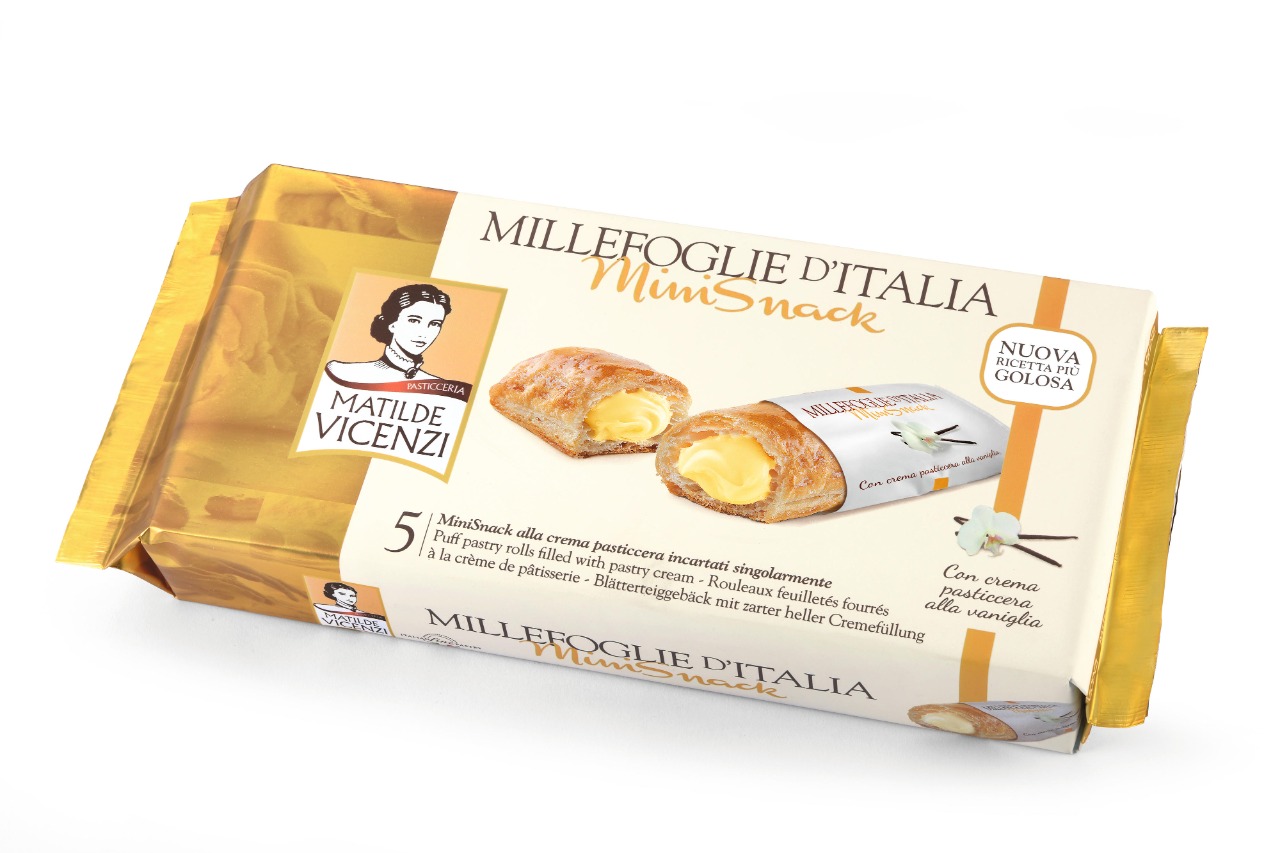 MILLEFOGLIE D'ITALIA
MiniSnack
PASTICCERIA
MATILDE
VICENZI
NUOVA
RICETTA PIÙ
GOLOSA
MILLEFOGLIE D'ITALIA
MiniSnack
Con crema pasticcera alla vaniglia
5
MiniSnack alla crema pasticcera incartati singolarmente
Puff pastry rolls filled with pastry cream - Rouleaux feuilletés fourrés
à la crème de pâtisserie - Blätterteiggebäck mit zarter heller Cremefüllung
Con crema
pasticcera
alla vaniglia
MATILDE
VICENZI
MILLEFOGLIE D'ITALIA
MiniSnack